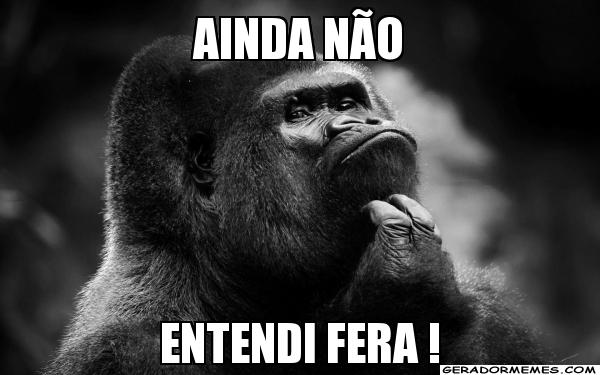 AINDA NÃO
ENTENDI FERA !
GERADORMEMES.COM